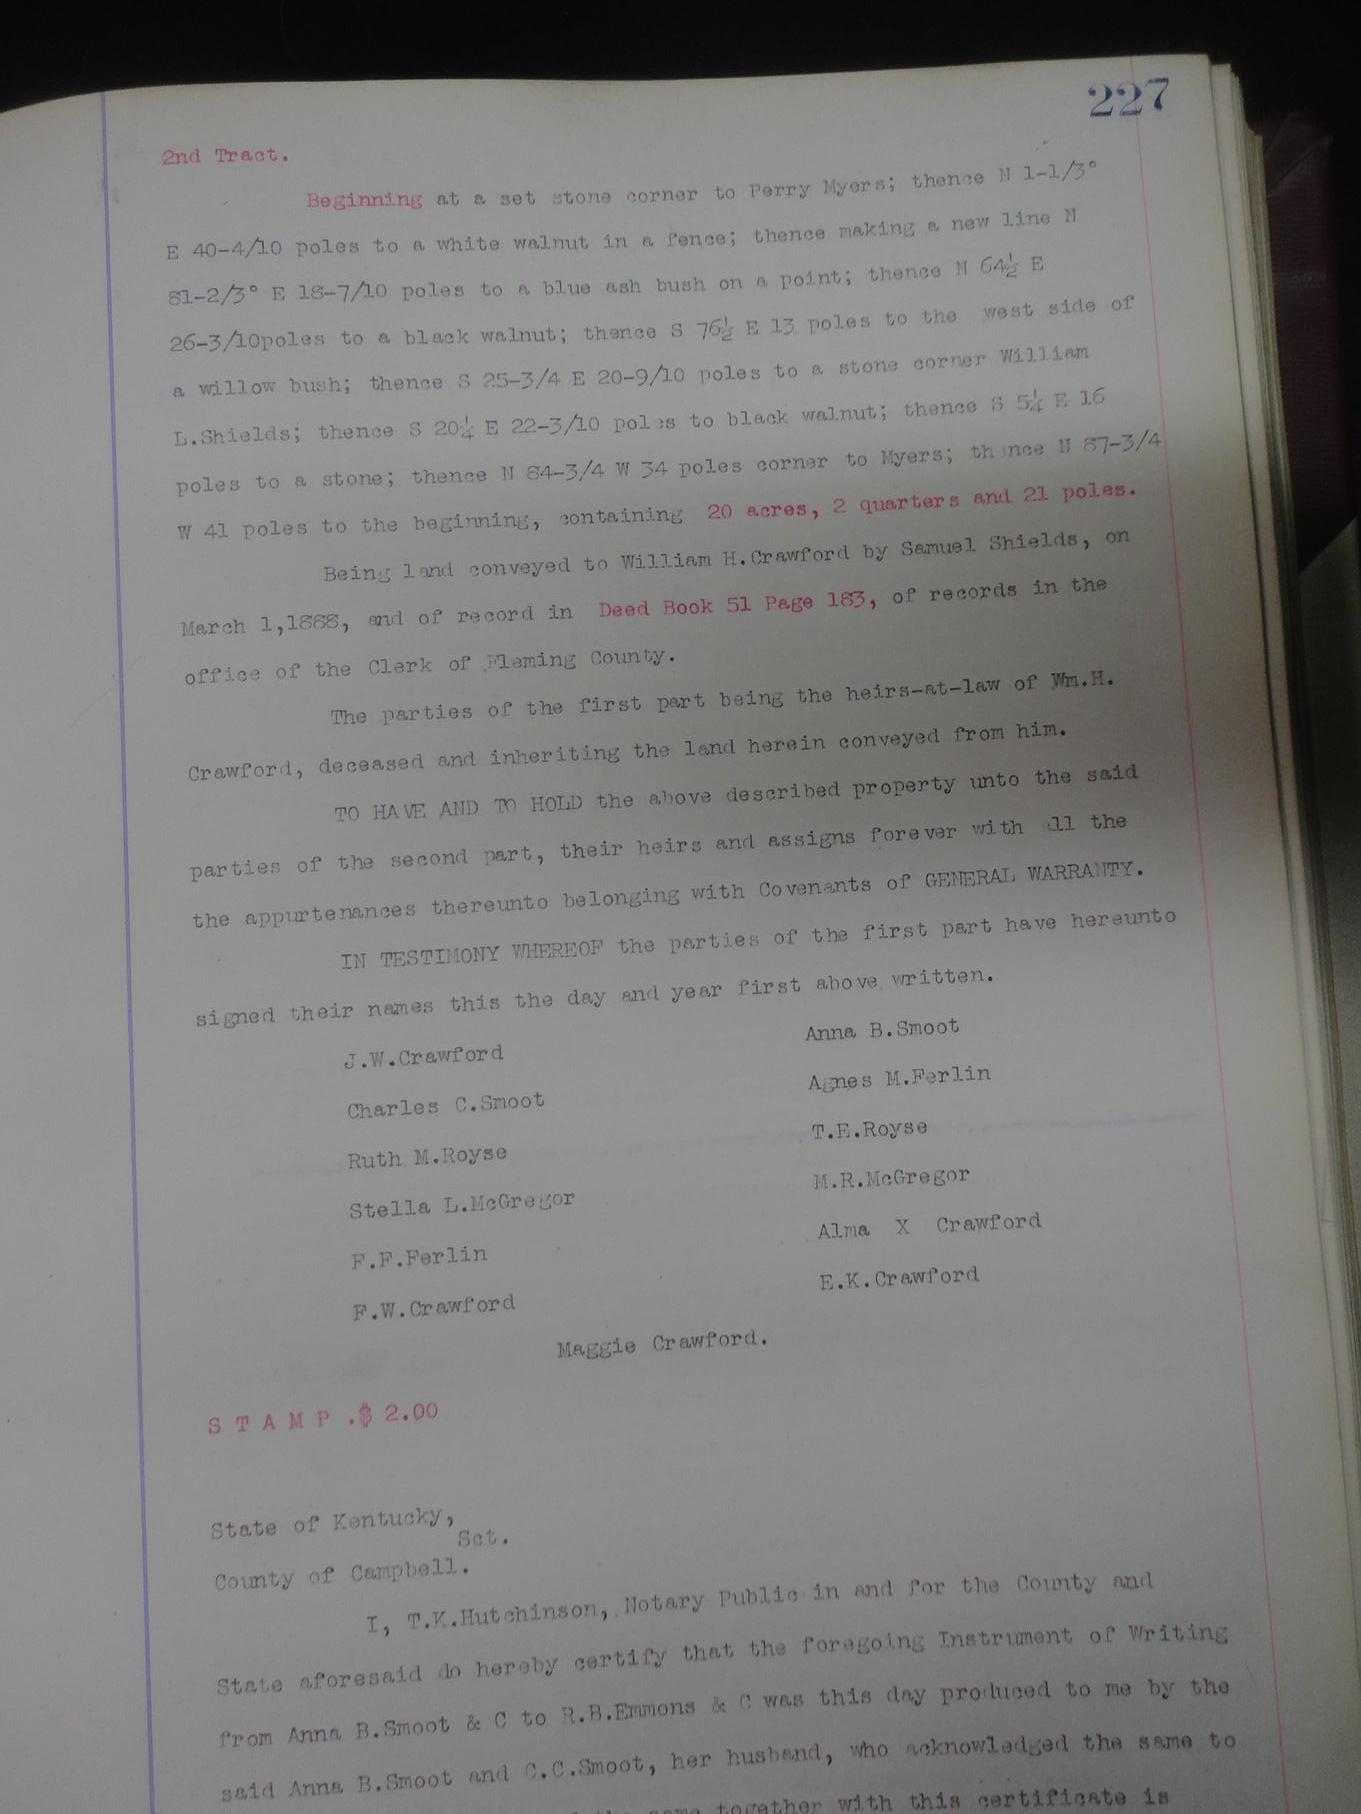 227
2nd Tract.
Beginning at a set stone corner to Perry Myers; thence N 1-1/3°
E 40-4/10 poles to a white walnut in a fence; thence making a new line N
81-2/3° E 18-7/10 poles to a blue ash bush on a point; thence N 64½ E
26-3/10poles to a black walnut; thence S 76½ E 13 poles to the west side of
a willow bush; thence S 25-3/4 E 20-9/10 poles to a stone corner William
L.Shields; thence S 20¼ E 22-3/10 poles to black walnut; thence S 5¼ E 16
poles to a stone; thence N 84-3/4 W 34 poles corner to Myers; thence N 87-3/4
W 41 poles to the beginning, containing 20 acres, 2 quarters and 21 poles.
Being land conveyed to William H.Crawford by Samuel Shields, on
March 1,1888, and of record in Deed Book 51 Page 183, of records in the
office of the Clerk of Fleming County.
The parties of the first part being the heirs-at-law of Wm.H.
Crawford, deceased and inheriting the land herein conveyed from him.
TO HAVE AND TO HOLD the above described property unto the said
parties of the second part, their heirs and assigns forever with all the
the appurtenances thereunto belonging with Covenants of GENERAL WARRANTY.
IN TESTIMONY WHEREOF the parties of the first part have hereunto
signed their names this the day and year first above written.
J.W.Crawford Anna B.Smoot
Charles C.Smoot Agnes M.Ferlin
Ruth M.Royse T.E.Royse
Stella L.McGregor M.R.McGregor
F.F.Ferlin Alma X Crawford
F.W.Crawford E.K.Crawford
Maggie Crawford.
S T A M P .$ 2.00
State of Kentucky,
Sct.
County of Campbell.
I, T.K.Hutchinson, Notary Public in and for the County and
State aforesaid do hereby certify that the foregoing Instrument of Writing
from Anna B.Smoot & C to R.B.Emmons & C was this day produced to me by the
said Anna B.Smoot and C.C.Smoot, her husband, who acknowledged the same to
together with this certificate is